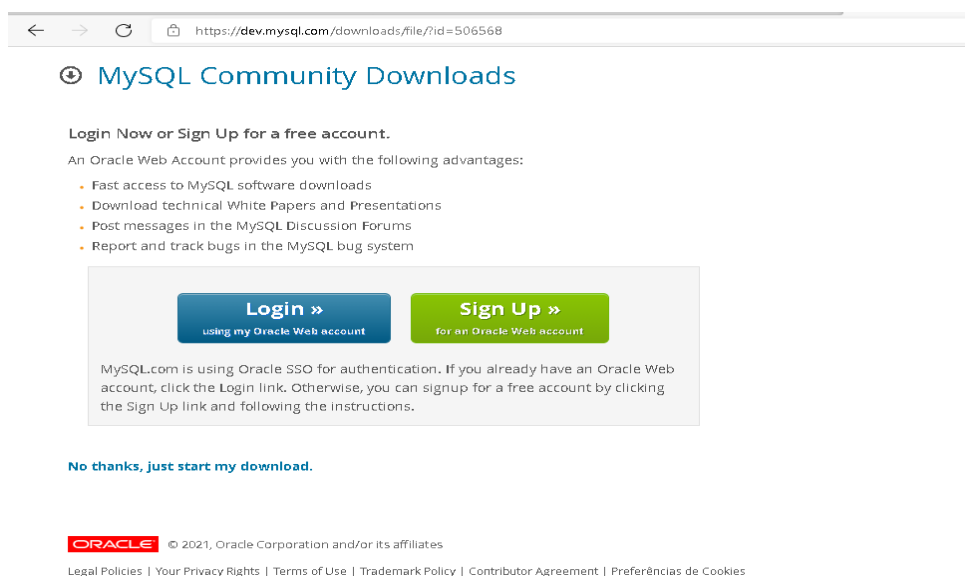 https://dev.mysql.com/downloads/file/?id=506568
MySQL Community Downloads
Login Now or Sign Up for a free account.
An Oracle Web Account provides you with the following advantages:
Fast access to MySQL software downloads
Download technical White Papers and Presentations
Post messages in the MySQL Discussion Forums
Report and track bugs in the MySQL bug system
Login »
using my Oracle Web account
Sign Up »
for an Oracle Web account
MySQL.com is using Oracle SSO for authentication. If you already have an Oracle Web
account, click the Login link. Otherwise, you can signup for a free account by clicking
the Sign Up link and following the instructions.
No thanks, just start my download.
ORACLE © 2021, Oracle Corporation and/or its affiliates
Legal Policies | Your Privacy Rights | Terms of Use | Trademark Policy | Contributor Agreement | Preferências de Cookies